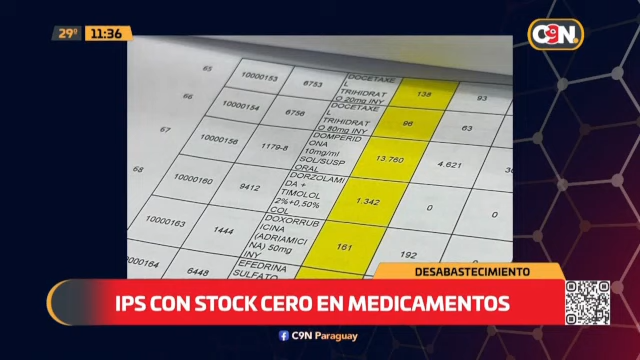 29º 11:36
C9N
65 10000153 6753 DOCETAXE
L
TRIHIDRAT
O 20mg INY 138 93
66 10000154 6756 DOCETAXE
L
TRIHIDRAT
O 80mg INY 96 63
67 10000156 1179-8 DOMPERID
ONA
10mg/ml
SOL/SUSP
ORAL 13.760 4.621
68 10000160 9412 DORZOLAMI
DA +
TIMOLOL
2%+0,50%
COL 1.342 0 0
10000163 1444 DOXORRUB
ICINA
(ADRIAMICI
NA) 50mg
INY 161 192
10000164 6448 EFEDRINA
SULFATO
DESABASTECIMIENTO
IPS CON STOCK CERO EN MEDICAMENTOS
C9N Paraguay